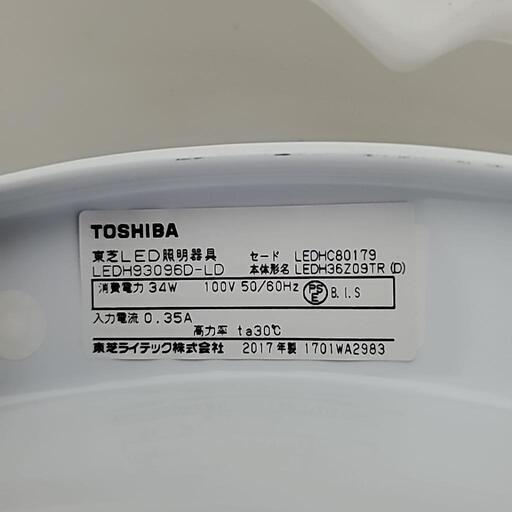 TOSHIBA
東芝LED照明器具 セード LEDHC80179
LEDH93096D-LD 本体形名 LEDH36Z09TR(D)
消費電力 34W 100V 50/60Hz PSE B.I.S
入力電流 0.35A
高力率 ta30℃
東芝ライテック株式会社 2017年製 1701WA2983